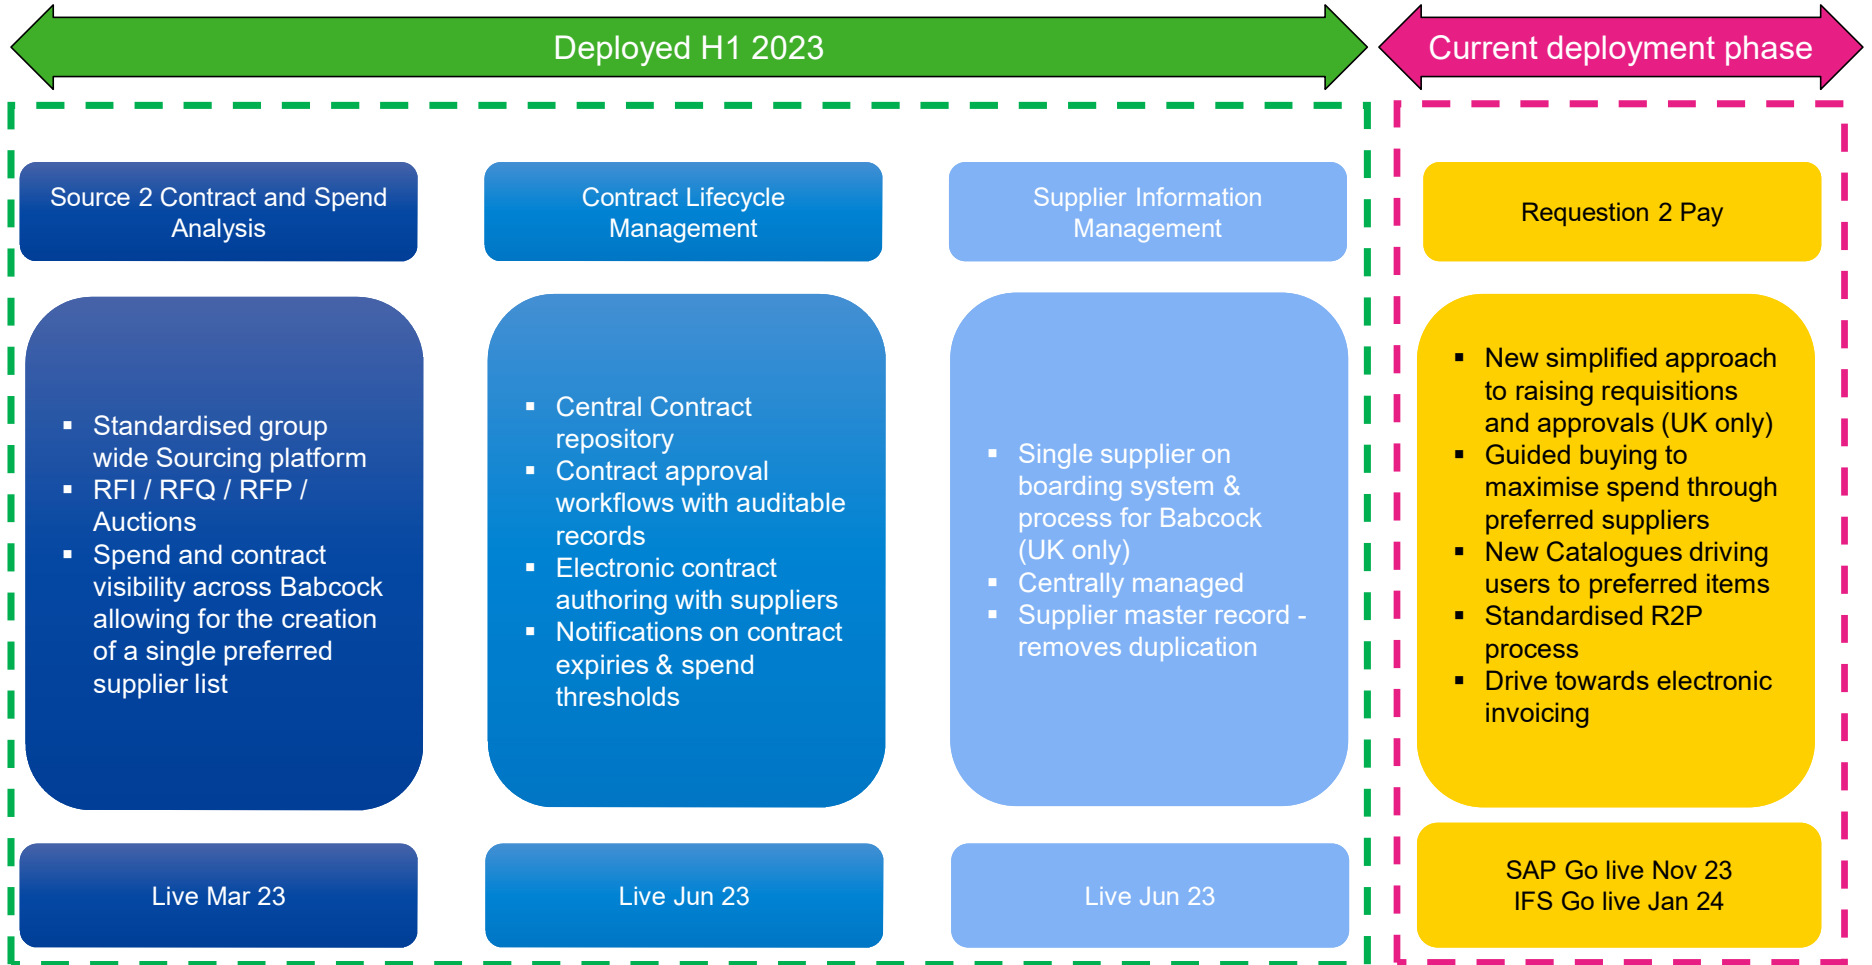 Deployed H1 2023
Current deployment phase
Source 2 Contract and Spend
Analysis
Contract Lifecycle
Management
Supplier Information
Management
Requestion 2 Pay
▪ Standardised group
wide Sourcing platform
▪ RFI / RFQ / RFP /
Auctions
▪ Spend and contract
visibility across Babcock
allowing for the creation
of a single preferred
supplier list
▪ Central Contract
repository
▪ Contract approval
workflows with auditable
records
▪ Electronic contract
authoring with suppliers
▪ Notifications on contract
expiries & spend
thresholds
▪ Single supplier on
boarding system &
process for Babcock
(UK only)
▪ Centrally managed
▪ Supplier master record -
removes duplication
▪ New simplified approach
to raising requisitions
and approvals (UK only)
▪ Guided buying to
maximise spend through
preferred suppliers
▪ New Catalogues driving
users to preferred items
▪ Standardised R2P
process
▪ Drive towards electronic
invoicing
Live Mar 23
Live Jun 23
Live Jun 23
SAP Go live Nov 23
IFS Go live Jan 24